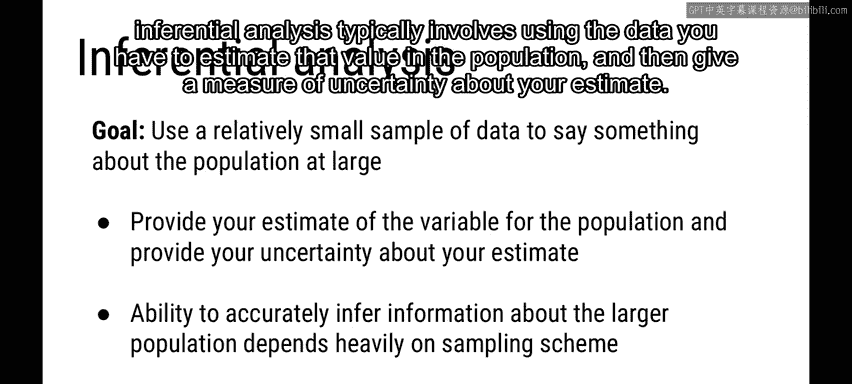 GPT中英字幕课程资源@bilibili.com
inferential analysis typically involves using the data you
have to estimate that value in the population, and then give
a measure of uncertainty about your estimate.
Inferential analysis
Goal: Use a relatively small sample of data to say something
about the population at large
● Provide your estimate of the variable for the population and
provide your uncertainty about your estimate
● Ability to accurately infer information about the larger
population depends heavily on sampling scheme